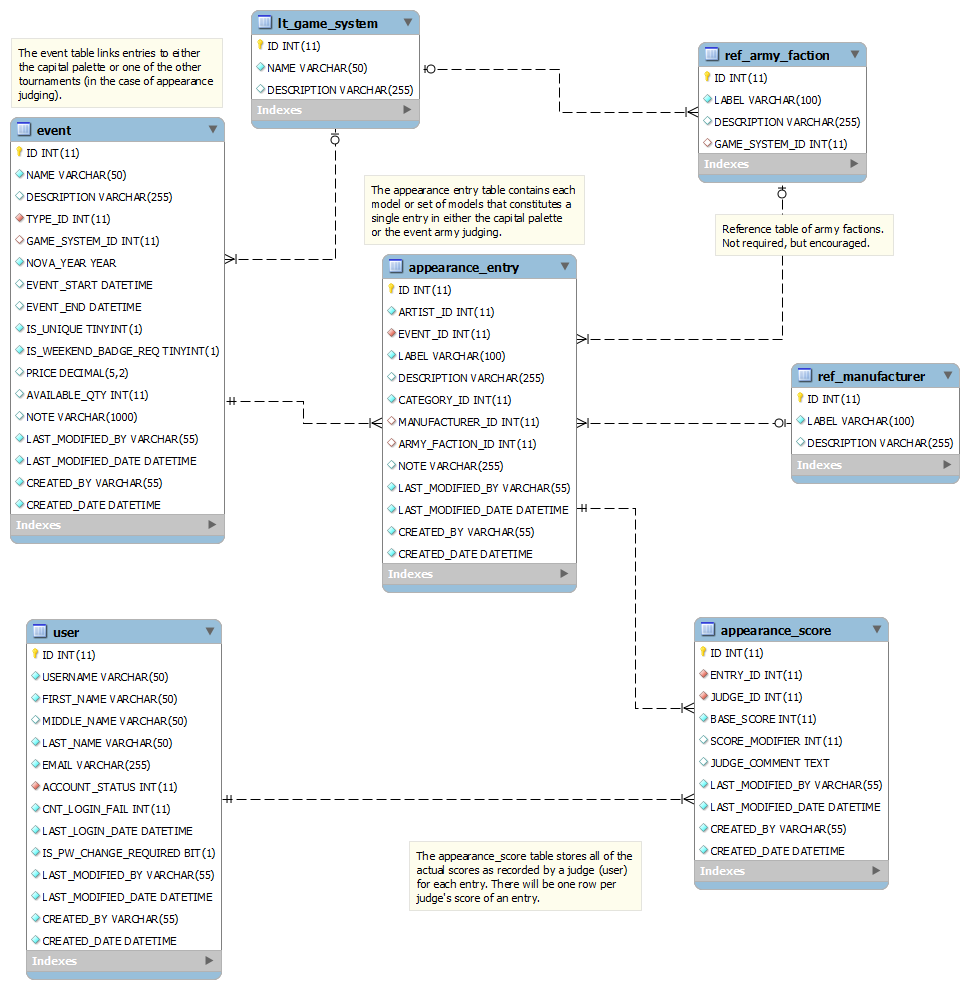 The event table links entries to either
the capital palette or one of the other
tournaments (in the case of appearance
judging).
lt_game_system
ID INT(11)
NAME VARCHAR(50)
DESCRIPTION VARCHAR(255)
Indexes
ref_army_faction
ID INT(11)
LABEL VARCHAR(100)
DESCRIPTION VARCHAR(255)
GAME_SYSTEM_ID INT(11)
Indexes
event
ID INT(11)
NAME VARCHAR(50)
DESCRIPTION VARCHAR(255)
TYPE_ID INT(11)
GAME_SYSTEM_ID INT(11)
NOVA_YEAR YEAR
EVENT_START DATETIME
EVENT_END DATETIME
IS_UNIQUE TINYINT(1)
IS_WEEKEND_BADGE_REQ TINYINT(1)
PRICE DECIMAL(5,2)
AVAILABLE_QTY INT(11)
NOTE VARCHAR(1000)
LAST_MODIFIED_BY VARCHAR(55)
LAST_MODIFIED_DATE DATETIME
CREATED_BY VARCHAR(55)
CREATED_DATE DATETIME
Indexes
The appearance entry table contains each
model or set of models that constitutes a
single entry in either the capital palette
or the event army judging.
Reference table of army factions.
Not required, but encouraged.
appearance_entry
ID INT(11)
ARTIST_ID INT(11)
EVENT_ID INT(11)
LABEL VARCHAR(100)
DESCRIPTION VARCHAR(255)
CATEGORY_ID INT(11)
MANUFACTURER_ID INT(11)
ARMY_FACTION_ID INT(11)
NOTE VARCHAR(255)
LAST_MODIFIED_BY VARCHAR(55)
LAST_MODIFIED_DATE DATETIME
CREATED_BY VARCHAR(55)
CREATED_DATE DATETIME
Indexes
ref_manufacturer
ID INT(11)
LABEL VARCHAR(100)
DESCRIPTION VARCHAR(255)
Indexes
user
ID INT(11)
USERNAME VARCHAR(50)
FIRST_NAME VARCHAR(50)
MIDDLE_NAME VARCHAR(50)
LAST_NAME VARCHAR(50)
EMAIL VARCHAR(255)
ACCOUNT_STATUS INT(11)
CNT_LOGIN_FAIL INT(11)
LAST_LOGIN_DATE DATETIME
IS_PW_CHANGE_REQUIRED BIT(1)
LAST_MODIFIED_BY VARCHAR(55)
LAST_MODIFIED_DATE DATETIME
CREATED_BY VARCHAR(55)
CREATED_DATE DATETIME
Indexes
appearance_score
ID INT(11)
ENTRY_ID INT(11)
JUDGE_ID INT(11)
BASE_SCORE INT(11)
SCORE_MODIFIER INT(11)
JUDGE_COMMENT TEXT
LAST_MODIFIED_BY VARCHAR(55)
LAST_MODIFIED_DATE DATETIME
CREATED_BY VARCHAR(55)
CREATED_DATE DATETIME
Indexes
The appearance_score table stores all of the
actual scores as recorded by a judge (user)
for each entry. There will be one row per
judge's score of an entry.